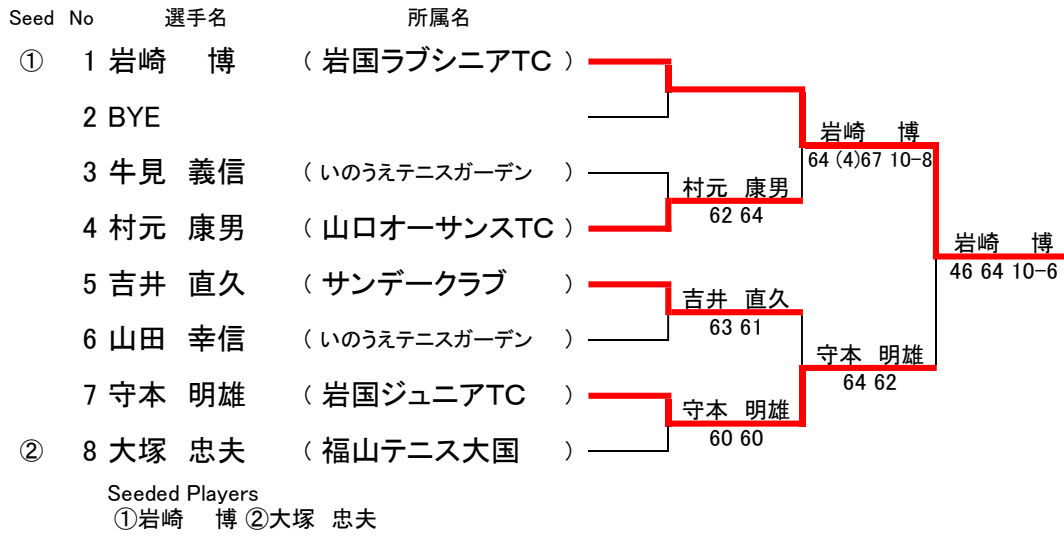 Seed No 選手名 所属名
① 1 岩崎 博 ( 岩国ラブシニアTC )
2 BYE
岩崎 博
64 (4)67 10-8
3 牛見 義信 ( いのうえテニスガーデン )
村元 康男
62 64
4 村元 康男 ( 山口オーサンスTC )
岩崎 博
46 64 10-6
5 吉井 直久 ( サンデークラブ )
吉井 直久
63 61
6 山田 幸信 ( いのうえテニスガーデン )
守本 明雄
64 62
7 守本 明雄 ( 岩国ジュニアTC )
守本 明雄
60 60
② 8 大塚 忠夫 ( 福山テニス大国 )
Seeded Players
①岩崎 博 ②大塚 忠夫